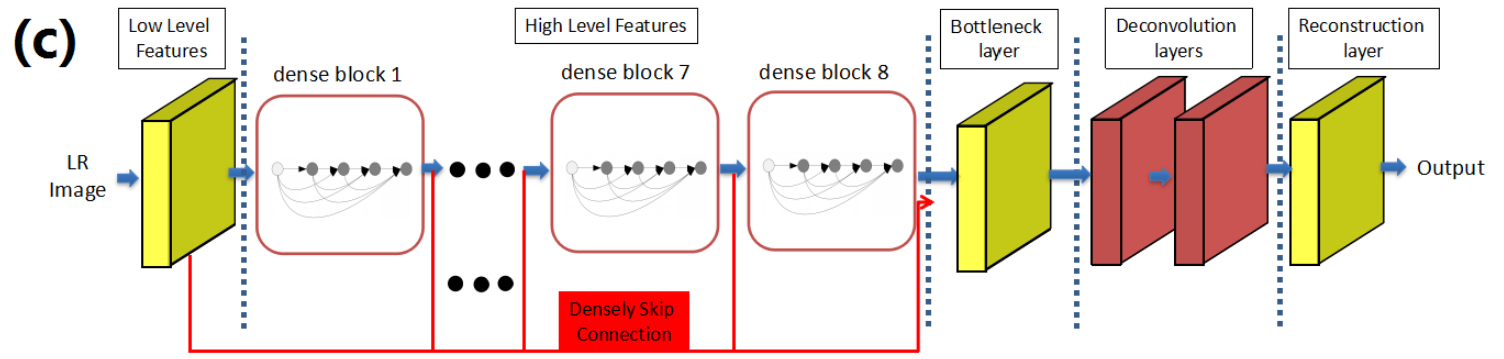 (c)
Low Level
Features
High Level Features
Bottleneck
layer
Deconvolution
layers
Reconstruction
layer
dense block 1
dense block 7
dense block 8
LR
Image
Output
Densely Skip
Connection